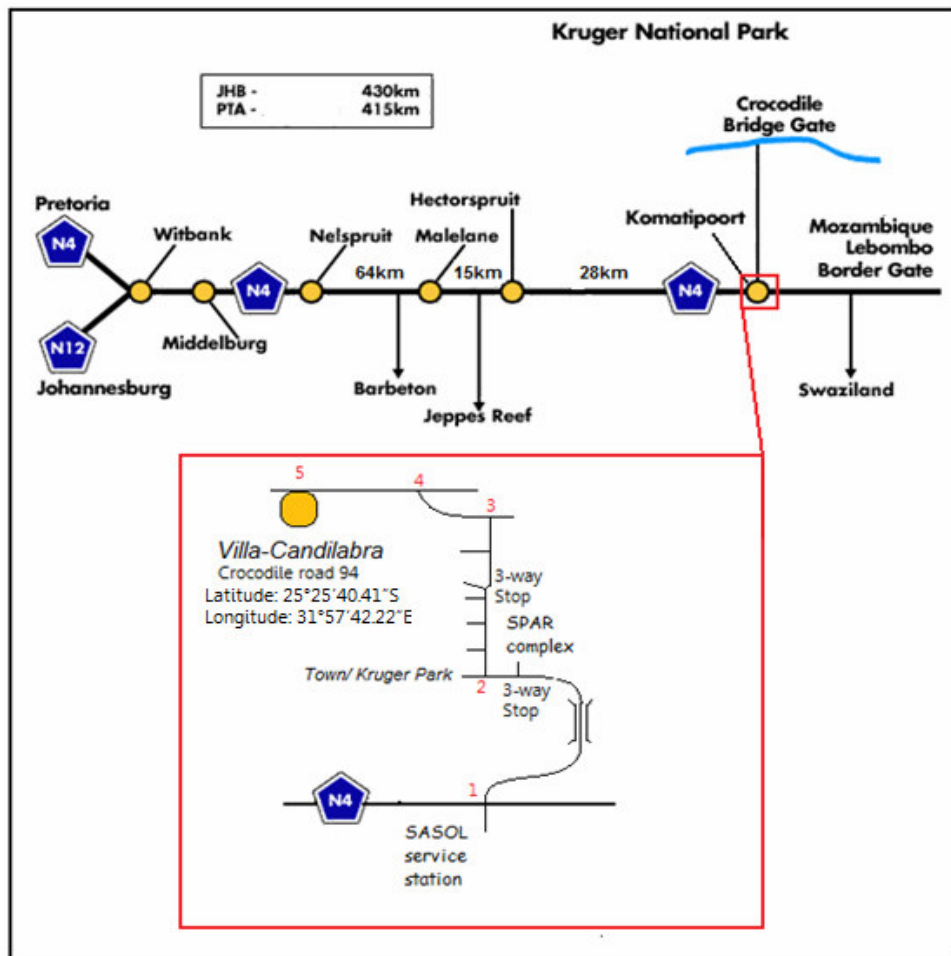 Kruger National Park
JHB - 430km
PTA - 415km
Crocodile
Bridge Gate
Hectorspruit
Pretoria
N4
Witbank
Nelspruit
Malelane
Komatipoort
Mozambique
Lebombo
Border Gate
N4
64km
15km
28km
N4
N12
Middelburg
Johannesburg
Barbeton
Jeppes Reef
Swaziland
5
4
3
Villa-Candilabra
Crocodile road 94
Latitude: 25°25'40.41"S
Longitude: 31°57'42.22"E
3-way
Stop
SPAR
complex
Town/ Kruger Park
2
3-way
Stop
1
N4
SASOL
service
station